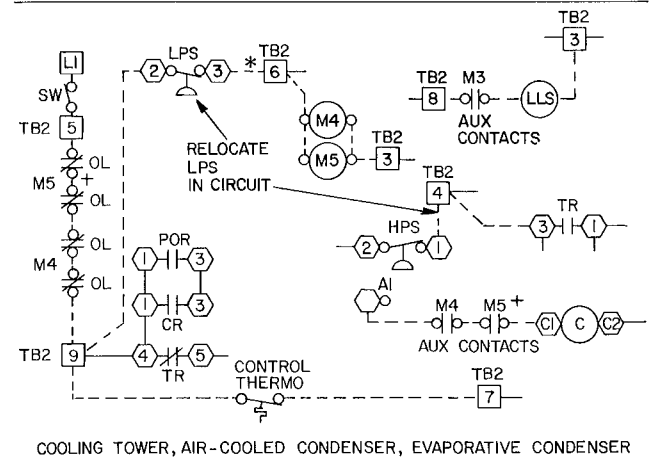 TB2
3
L1
LPS
2
3
*
TB2
6
TB2
8
M3
LLS
AUX
CONTACTS
SW
TB2
5
M4
M5
TB2
3
OL
M5
+
OL
RELOCATE
LPS
IN CIRCUIT
TB2
4
HPS
TR
3
1
2
1
OL
M4
OL
POR
1
3
1
3
CR
A1
M4
M5
+
C1
C
C2
AUX CONTACTS
TB2
9
4
5
TR
CONTROL
THERMO
TB2
7
COOLING TOWER, AIR-COOLED CONDENSER, EVAPORATIVE CONDENSER